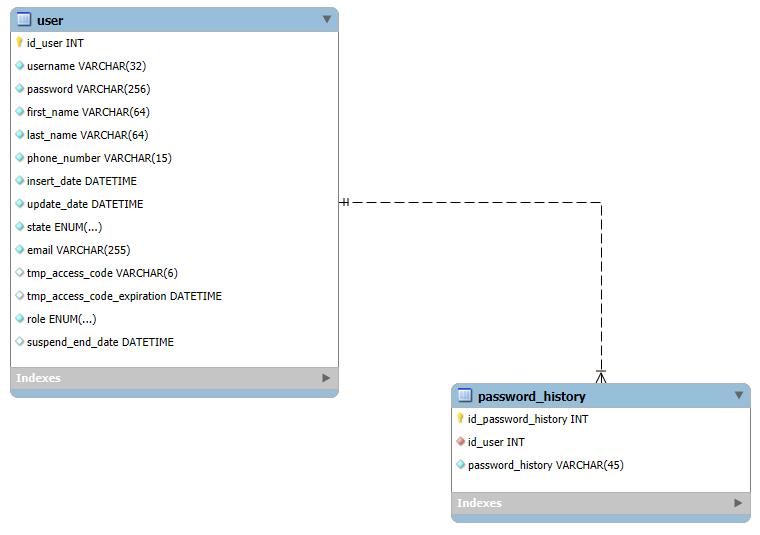 user
id_user INT
username VARCHAR(32)
password VARCHAR(256)
first_name VARCHAR(64)
last_name VARCHAR(64)
phone_number VARCHAR(15)
insert_date DATETIME
update_date DATETIME
state ENUM(...)
email VARCHAR(255)
tmp_access_code VARCHAR(6)
tmp_access_code_expiration DATETIME
role ENUM(...)
suspend_end_date DATETIME
Indexes
password_history
id_password_history INT
id_user INT
password_history VARCHAR(45)
Indexes